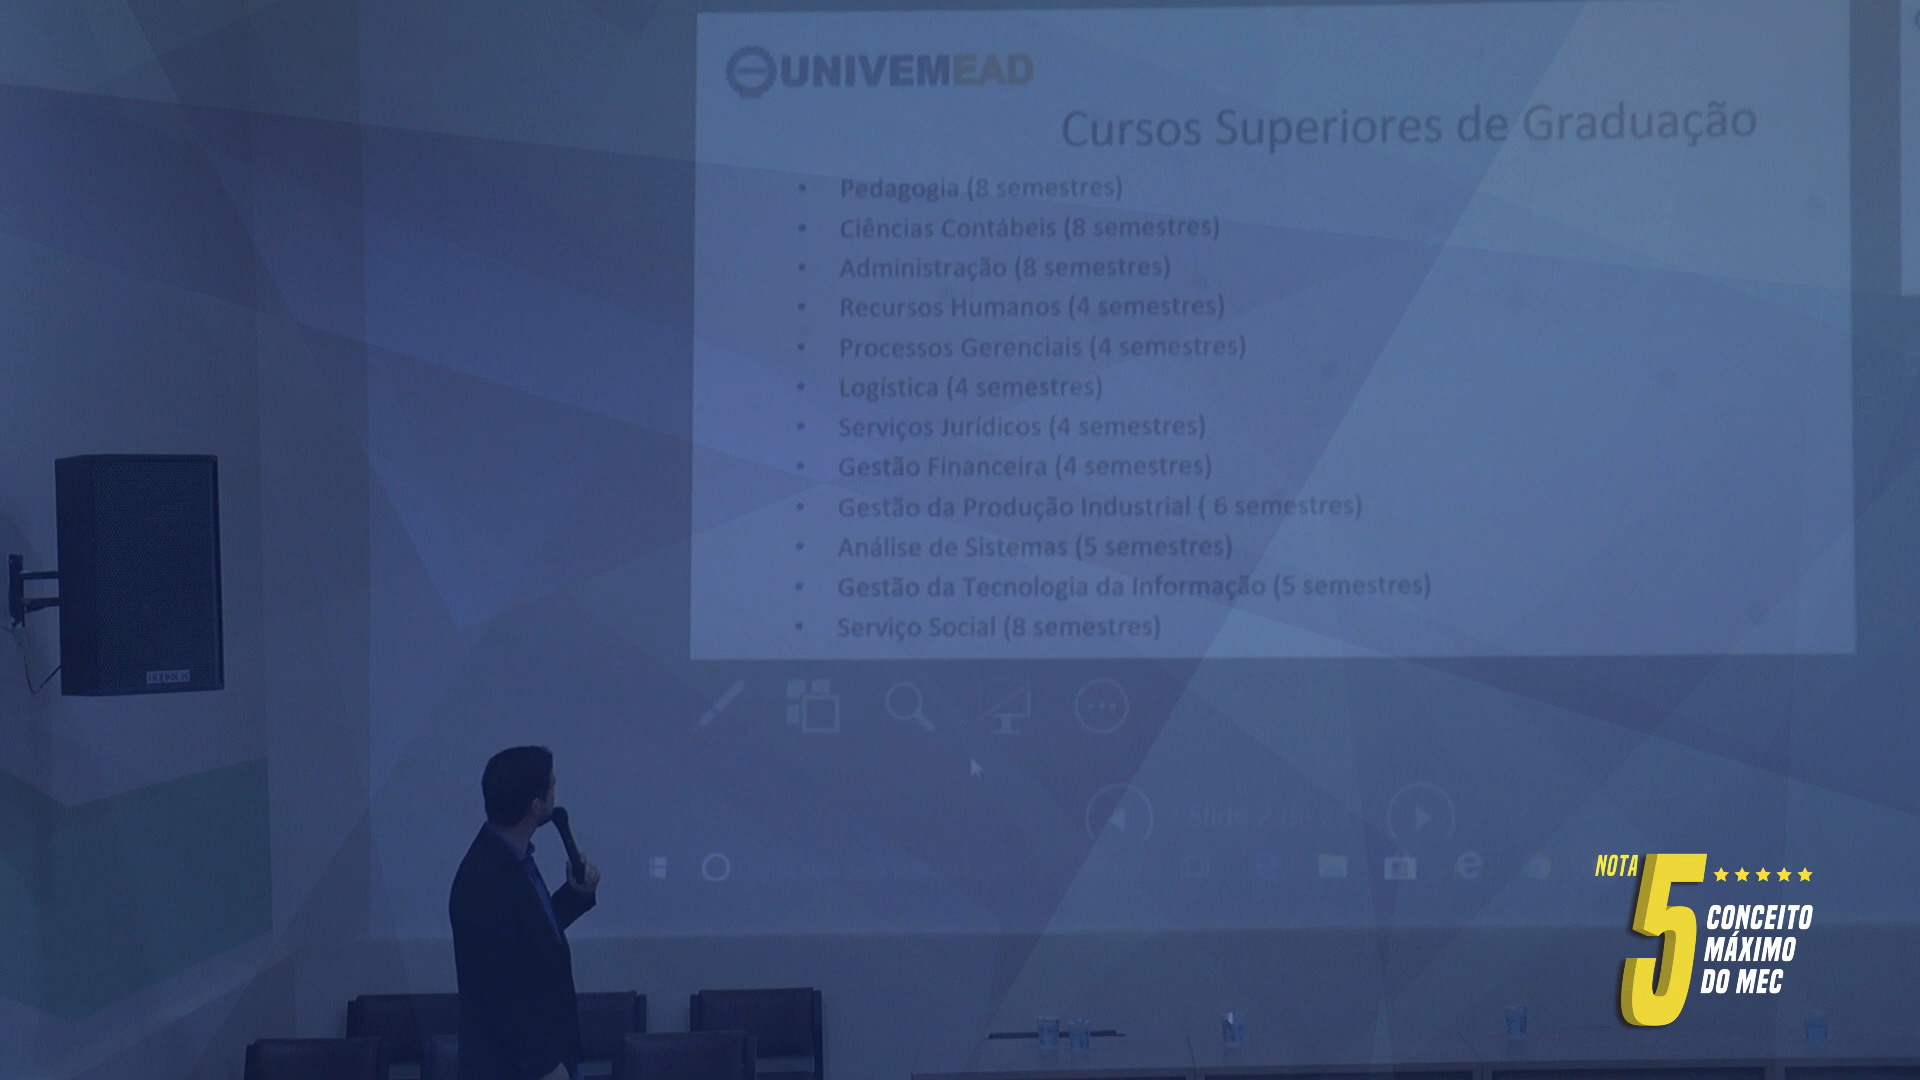 UNIVEMEAD
Cursos Superiores de Graduação
• Pedagogia (8 semestres)
• Ciências Contábeis (8 semestres)
• Administração (8 semestres)
• Recursos Humanos (4 semestres)
• Processos Gerenciais (4 semestres)
• Logística (4 semestres)
• Serviços Jurídicos (4 semestres)
• Gestão Financeira (4 semestres)
• Gestão da Produção Industrial ( 6 semestres)
• Análise de Sistemas (5 semestres)
• Gestão da Tecnologia da Informação (5 semestres)
• Serviço Social (8 semestres)
Slide 2 de
NOTA
5
CONCEITO
MÁXIMO
DO MEC